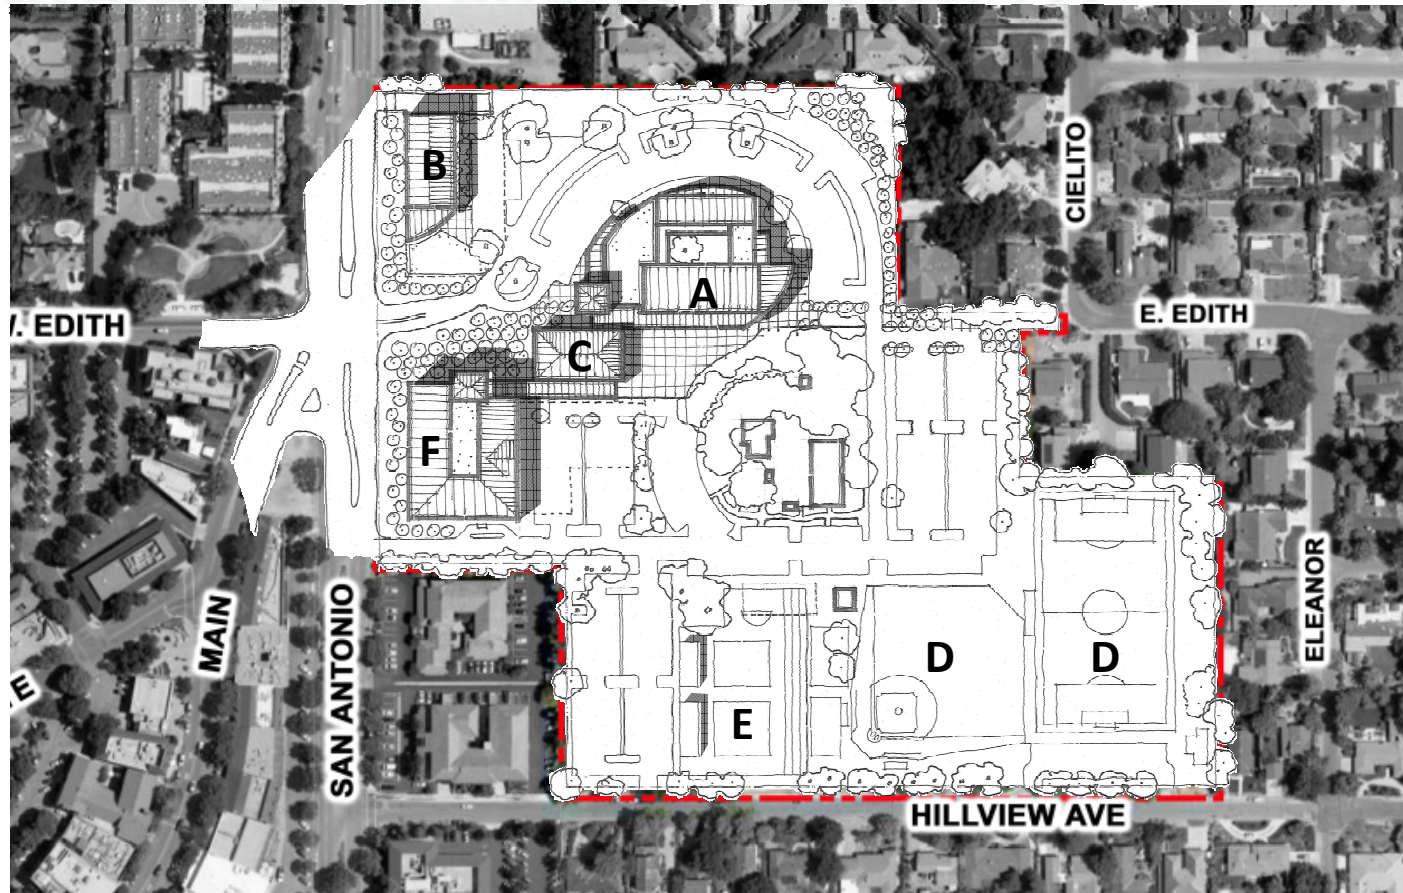 B
CIELITO
A
. EDITH
E. EDITH
C
F
MAIN
SAN ANTONIO
D
D
ELEANOR
E
HILLVIEW AVE